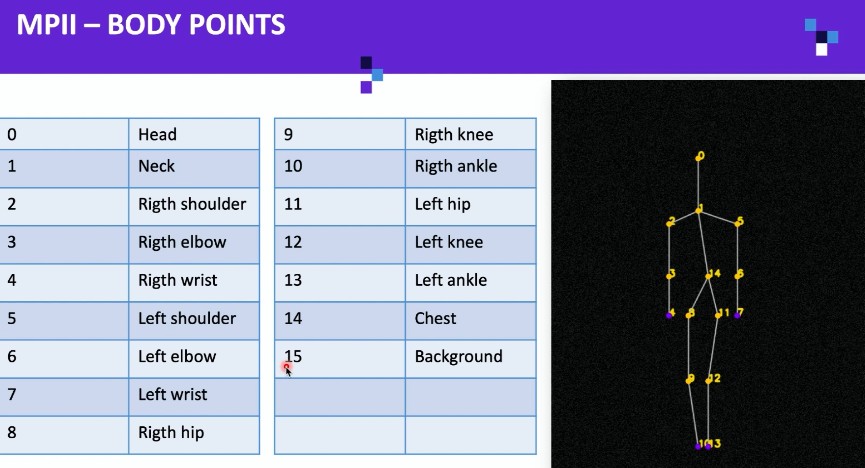 MPII – BODY POINTS
0 Head
1 Neck
2 Rigth shoulder
3 Rigth elbow
4 Rigth wrist
5 Left shoulder
6 Left elbow
7 Left wrist
8 Rigth hip
9 Rigth knee
10 Rigth ankle
11 Left hip
12 Left knee
13 Left ankle
14 Chest
15 Background
0
1
2 5
3 14 6
4 8 11 7
9 12
10 13